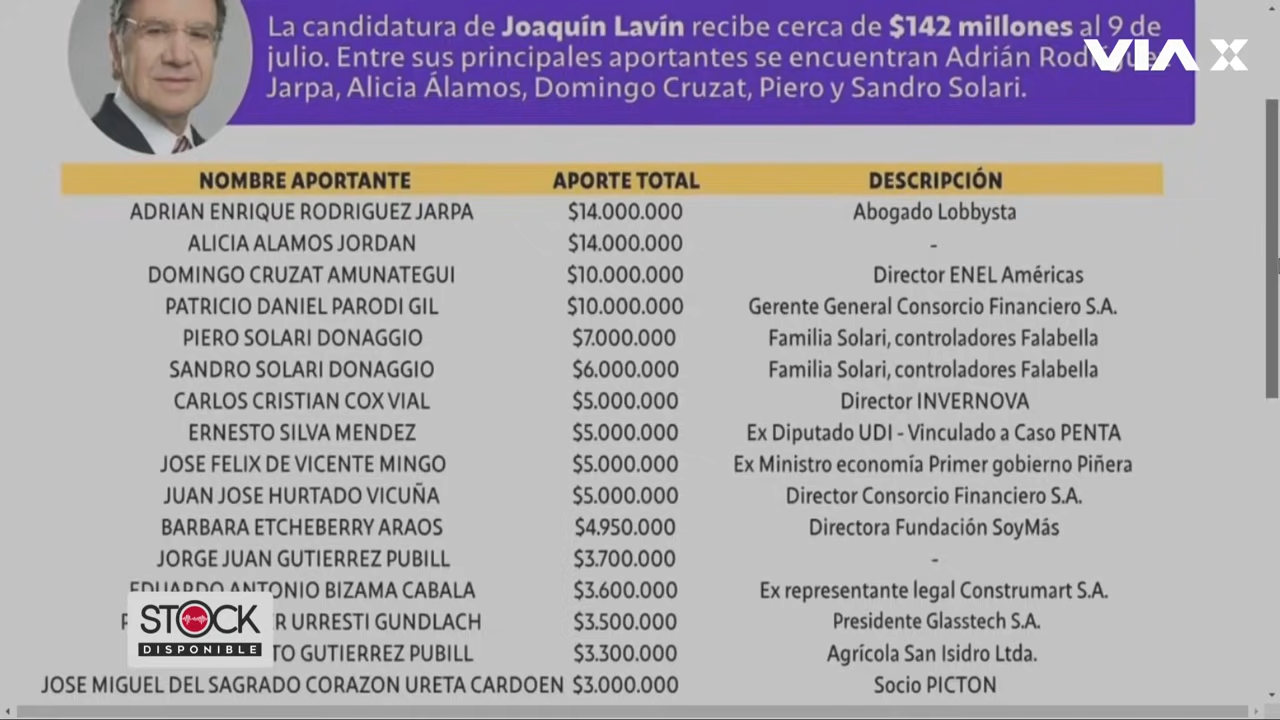 La candidatura de Joaquín Lavín recibe cerca de $142 millones al 9 de
julio. Entre sus principales aportantes se encuentran Adrián
Jarpa, Alicia Álamos, Domingo Cruzat, Piero y Sandro Solari.
VIA X
NOMBRE APORTANTE APORTE TOTAL DESCRIPCIÓN
ADRIAN ENRIQUE RODRIGUEZ JARPA $14.000.000 Abogado Lobbysta
ALICIA ALAMOS JORDAN $14.000.000 -
DOMINGO CRUZAT AMUNATEGUI $10.000.000 Director ENEL Américas
PATRICIO DANIEL PARODI GIL $10.000.000 Gerente General Consorcio Financiero S.A.
PIERO SOLARI DONAGGIO $7.000.000 Familia Solari, controladores Falabella
SANDRO SOLARI DONAGGIO $6.000.000 Familia Solari, controladores Falabella
CARLOS CRISTIAN COX VIAL $5.000.000 Director INVERNOVA
ERNESTO SILVA MENDEZ $5.000.000 Ex Diputado UDI - Vinculado a Caso PENTA
JOSE FELIX DE VICENTE MINGO $5.000.000 Ex Ministro economía Primer gobierno Piñera
JUAN JOSE HURTADO VICUÑA $5.000.000 Director Consorcio Financiero S.A.
BARBARA ETCHEBERRY ARAOS $4.950.000 Directora Fundación SoyMás
JORGE JUAN GUTIERREZ PUBILL $3.700.000 -
EDUARDO ANTONIO BIZAMA CABALA $3.600.000 Ex representante legal Construmart S.A.
URRESTI GUNDLACH $3.500.000 Presidente Glasstech S.A.
GUTIERREZ PUBILL $3.300.000 Agrícola San Isidro Ltda.
JOSE MIGUEL DEL SAGRADO CORAZON URETA CARDOEN $3.000.000 Socio PICTON
STOCK
DISPONIBLE